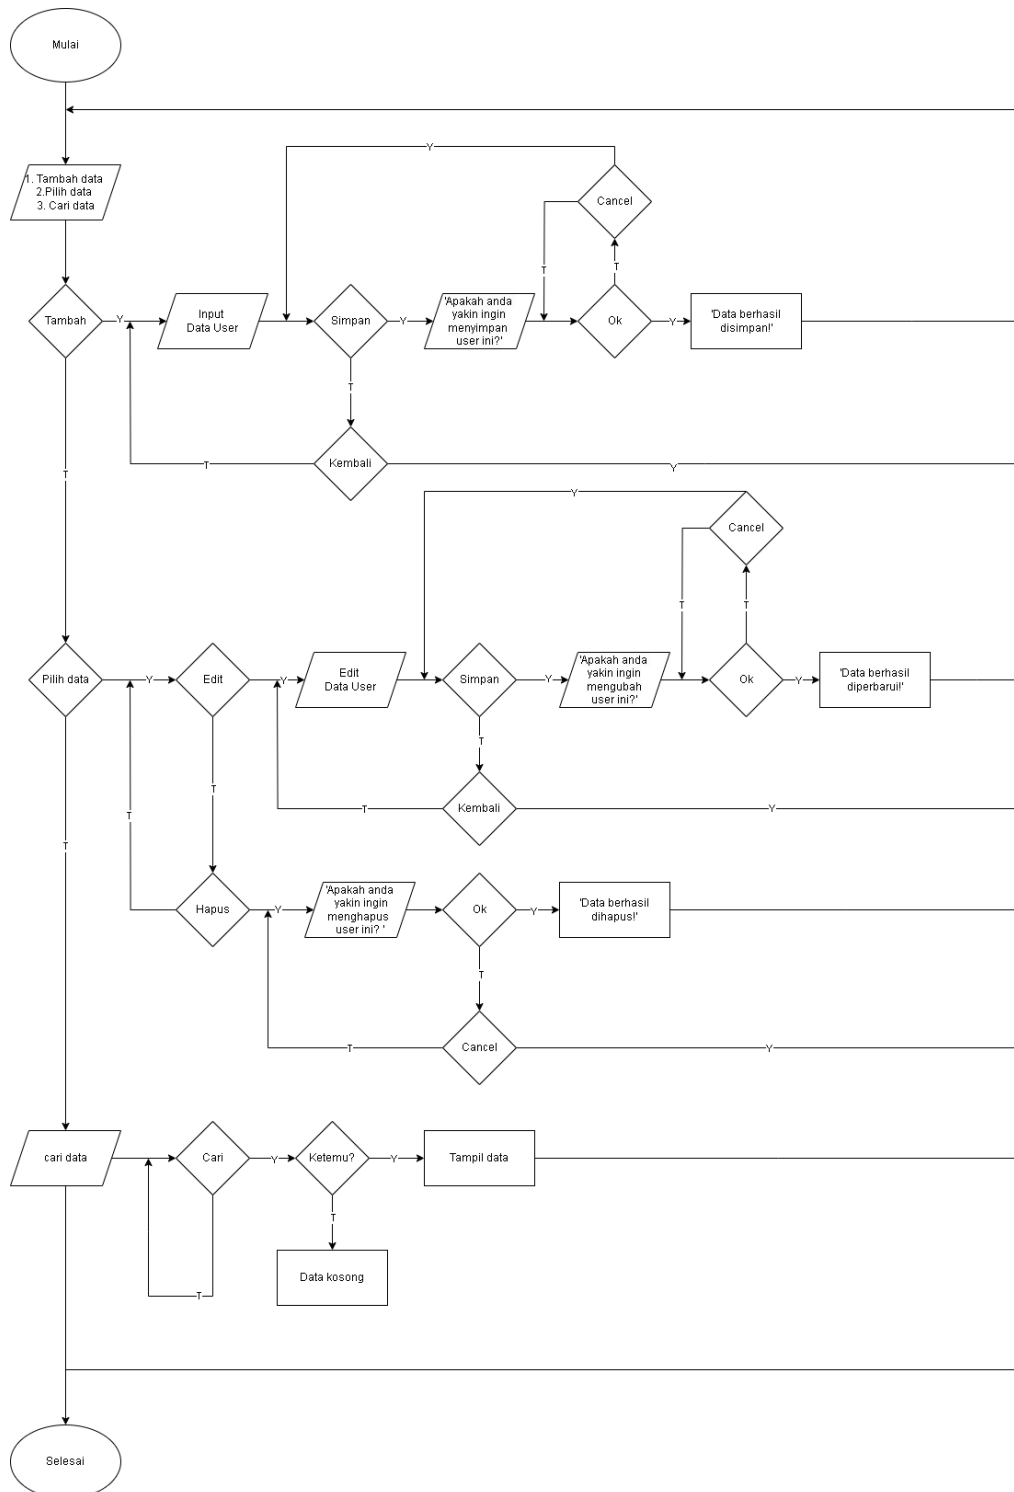 Mulai
1. Tambah data
2.Pilih data
3. Cari data
Y
Cancel
T
T
Tambah
Y
Input
Data User
Simpan
Y
'Apakah anda
yakin ingin
menyimpan
user ini?'
Ok
Y
'Data berhasil
disimpan!'
T
T
Kembali
T
Y
Y
Cancel
T
T
Pilih data
Y
Edit
Y
Edit
Data User
Simpan
Y
'Apakah anda
yakin ingin
mengubah
user ini?'
Ok
Y
'Data berhasil
diperbarui!'
T
T
Kembali
T
Y
T
T
Hapus
Y
'Apakah anda
yakin ingin
menghapus
user ini? '
Ok
Y
'Data berhasil
dihapus!'
T
Cancel
T
Y
cari data
Cari
Y
Ketemu?
Y
Tampil data
T
Data kosong
T
Selesai